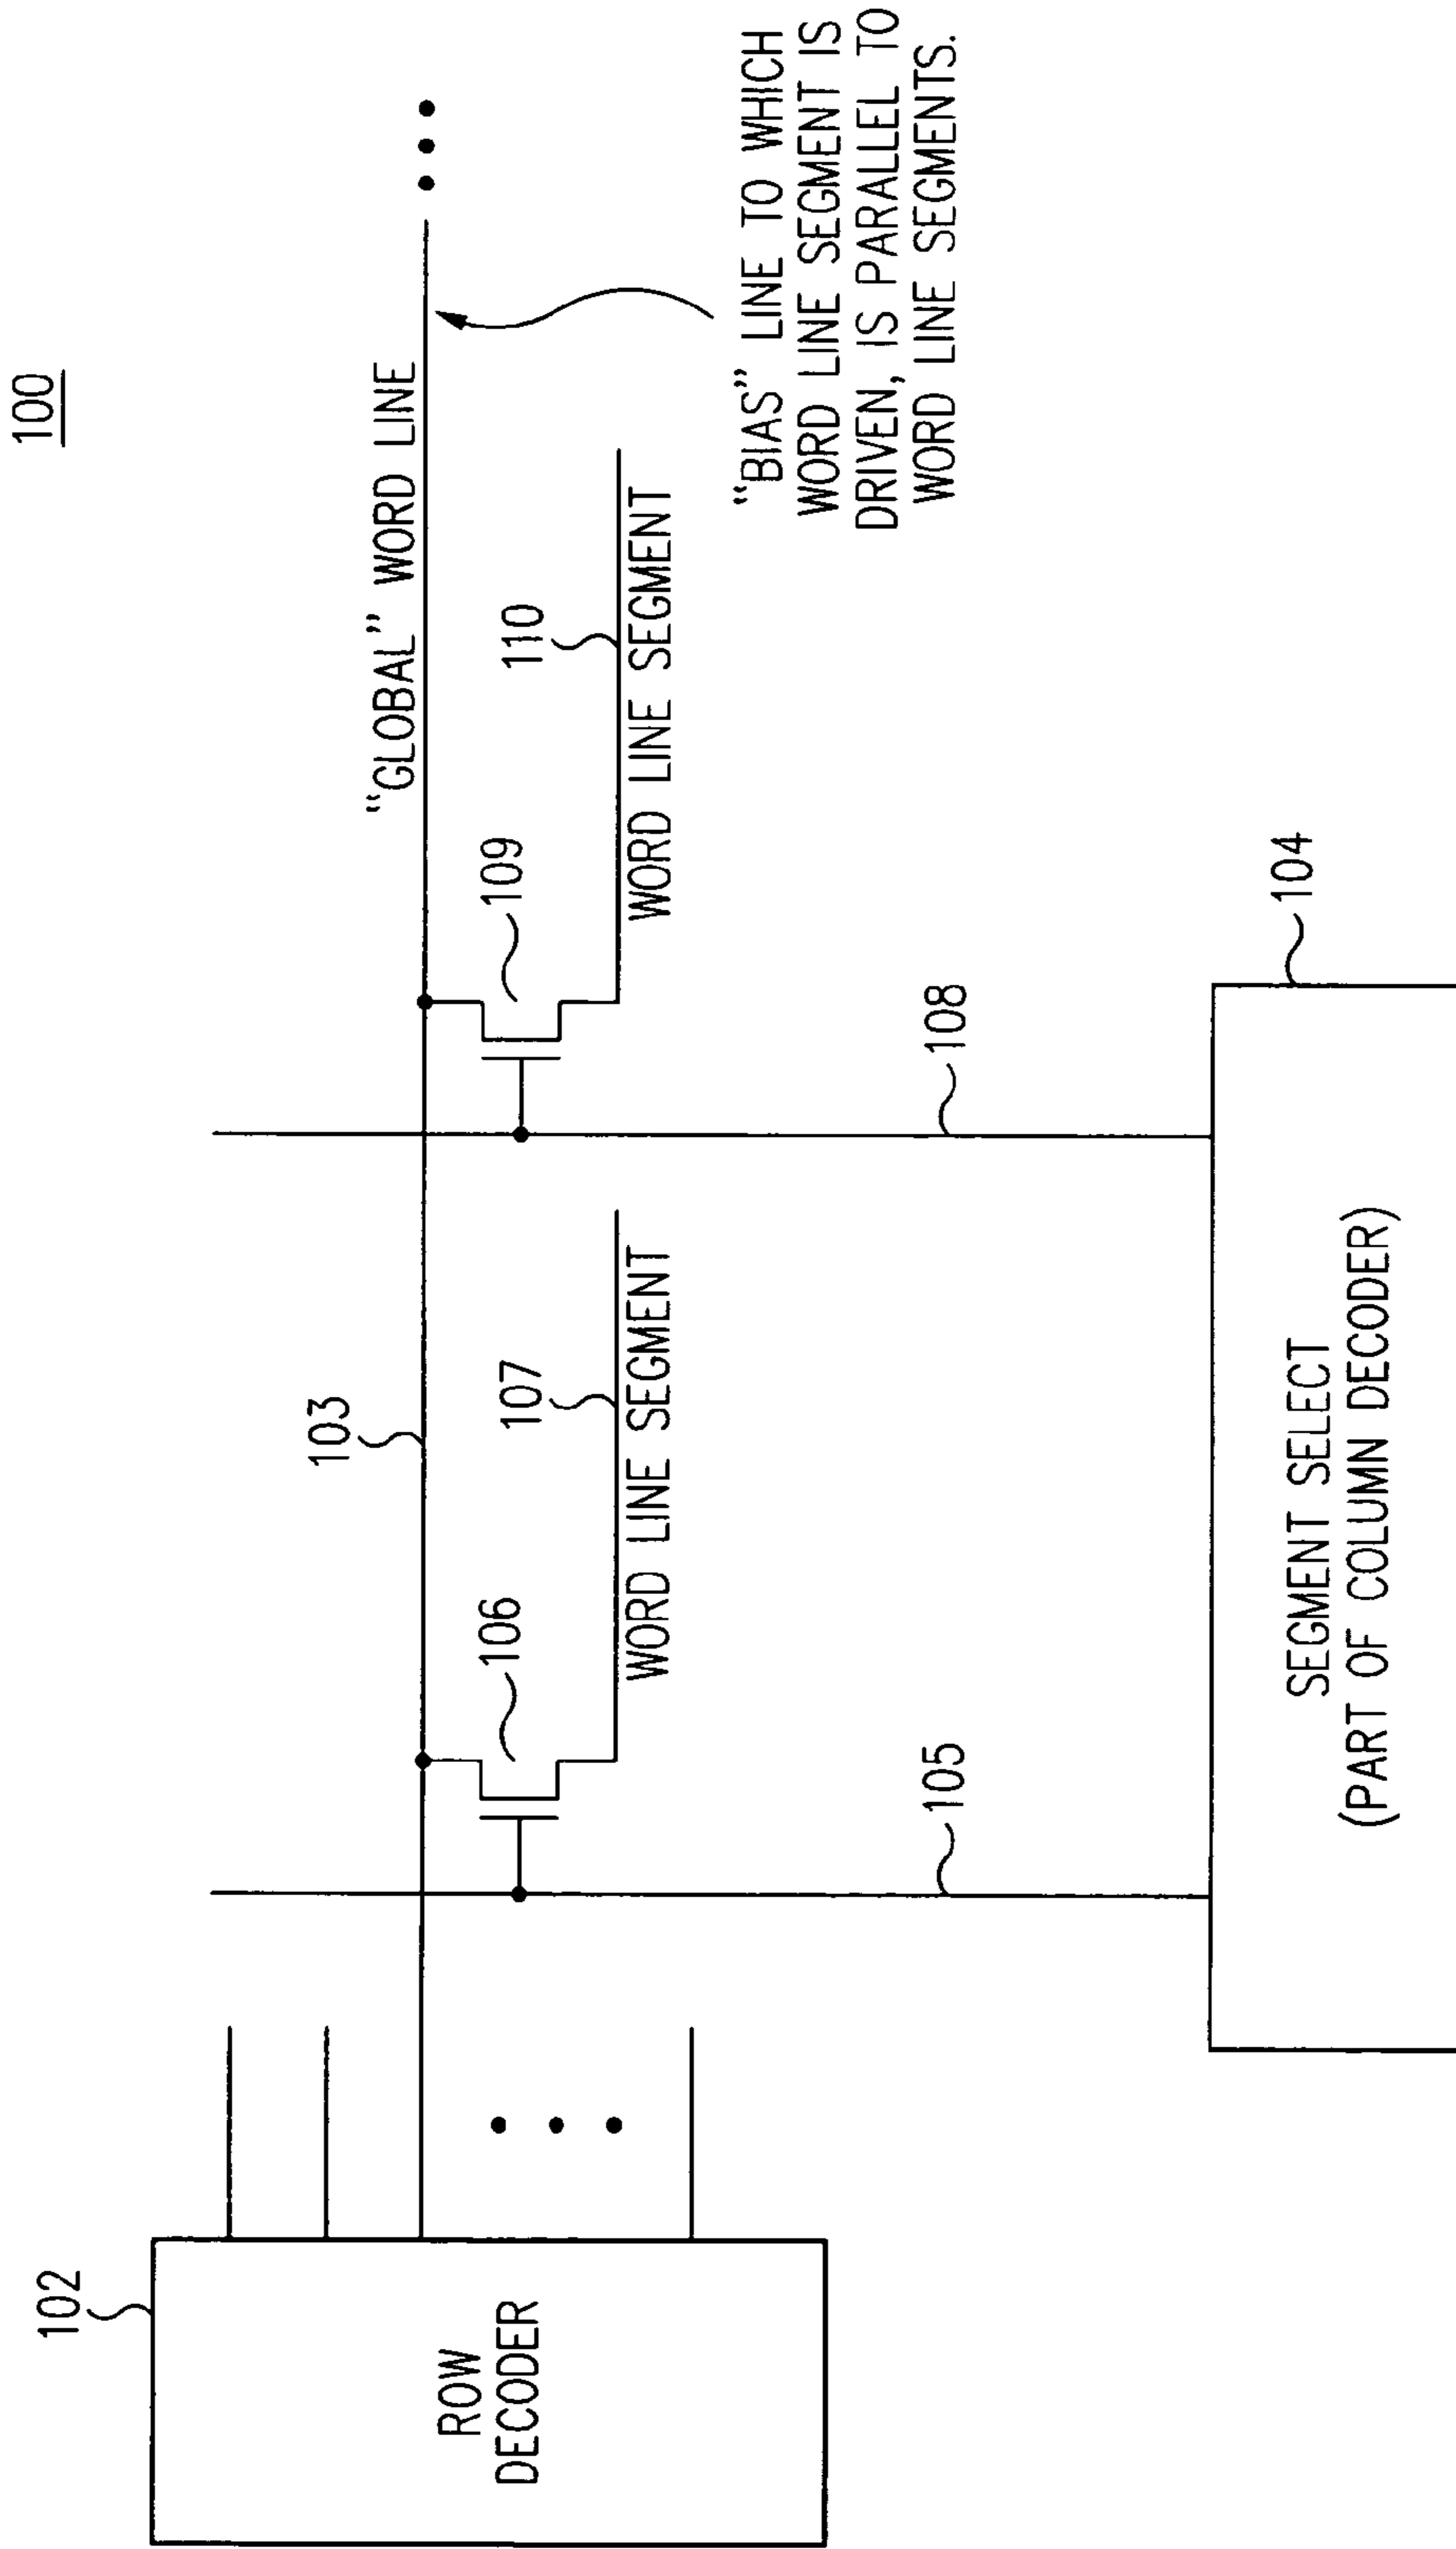 100
"GLOBAL" WORD LINE
"BIAS" LINE TO WHICH
WORD LINE SEGMENT IS
DRIVEN, IS PARALLEL TO
WORD LINE SEGMENTS.
102
ROW
DECODER
103
106
107
WORD LINE SEGMENT
109
110
WORD LINE SEGMENT
105
108
104
SEGMENT SELECT
(PART OF COLUMN DECODER)